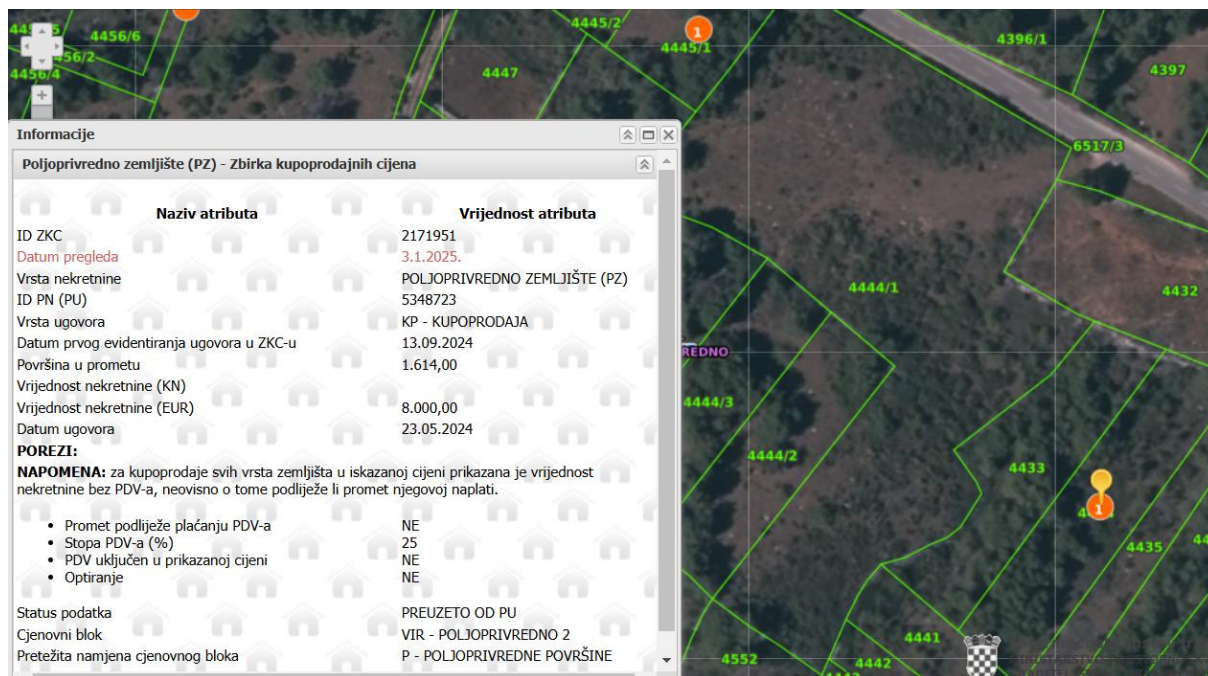 4456/6
4456/4
4447
4445/2
1
4445/1
4396/1
4397
6517/3
4432
4444/1
REDNO
4444/3
4444/2
4433
1
4435
4441
4442
4552
Informacije
Poljoprivredno zemljište (PZ) - Zbirka kupoprodajnih cijena
Naziv atributa Vrijednost atributa
ID ZKC 2171951
Datum pregleda 3.1.2025.
Vrsta nekretnine POLJOPRIVREDNO ZEMLJIŠTE (PZ)
ID PN (PU) 5348723
Vrsta ugovora KP - KUPOPRODAJA
Datum prvog evidentiranja ugovora u ZKC-u 13.09.2024
Površina u prometu 1.614,00
Vrijednost nekretnine (KN)
Vrijednost nekretnine (EUR) 8.000,00
Datum ugovora 23.05.2024
POREZI:
NAPOMENA: za kupoprodaje svih vrsta zemljišta u iskazanoj cijeni prikazana je vrijednost
nekretnine bez PDV-a, neovisno o tome podliježe li promet njegovoj naplati.
• Promet podliježe plaćanju PDV-a NE
• Stopa PDV-a (%) 25
• PDV uključen u prikazanoj cijeni NE
• Optiranje NE
Status podatka PREUZETO OD PU
Cjenovni blok VIR - POLJOPRIVREDNO 2
Pretežita namjena cjenovnog bloka P - POLJOPRIVREDNE POVRŠINE